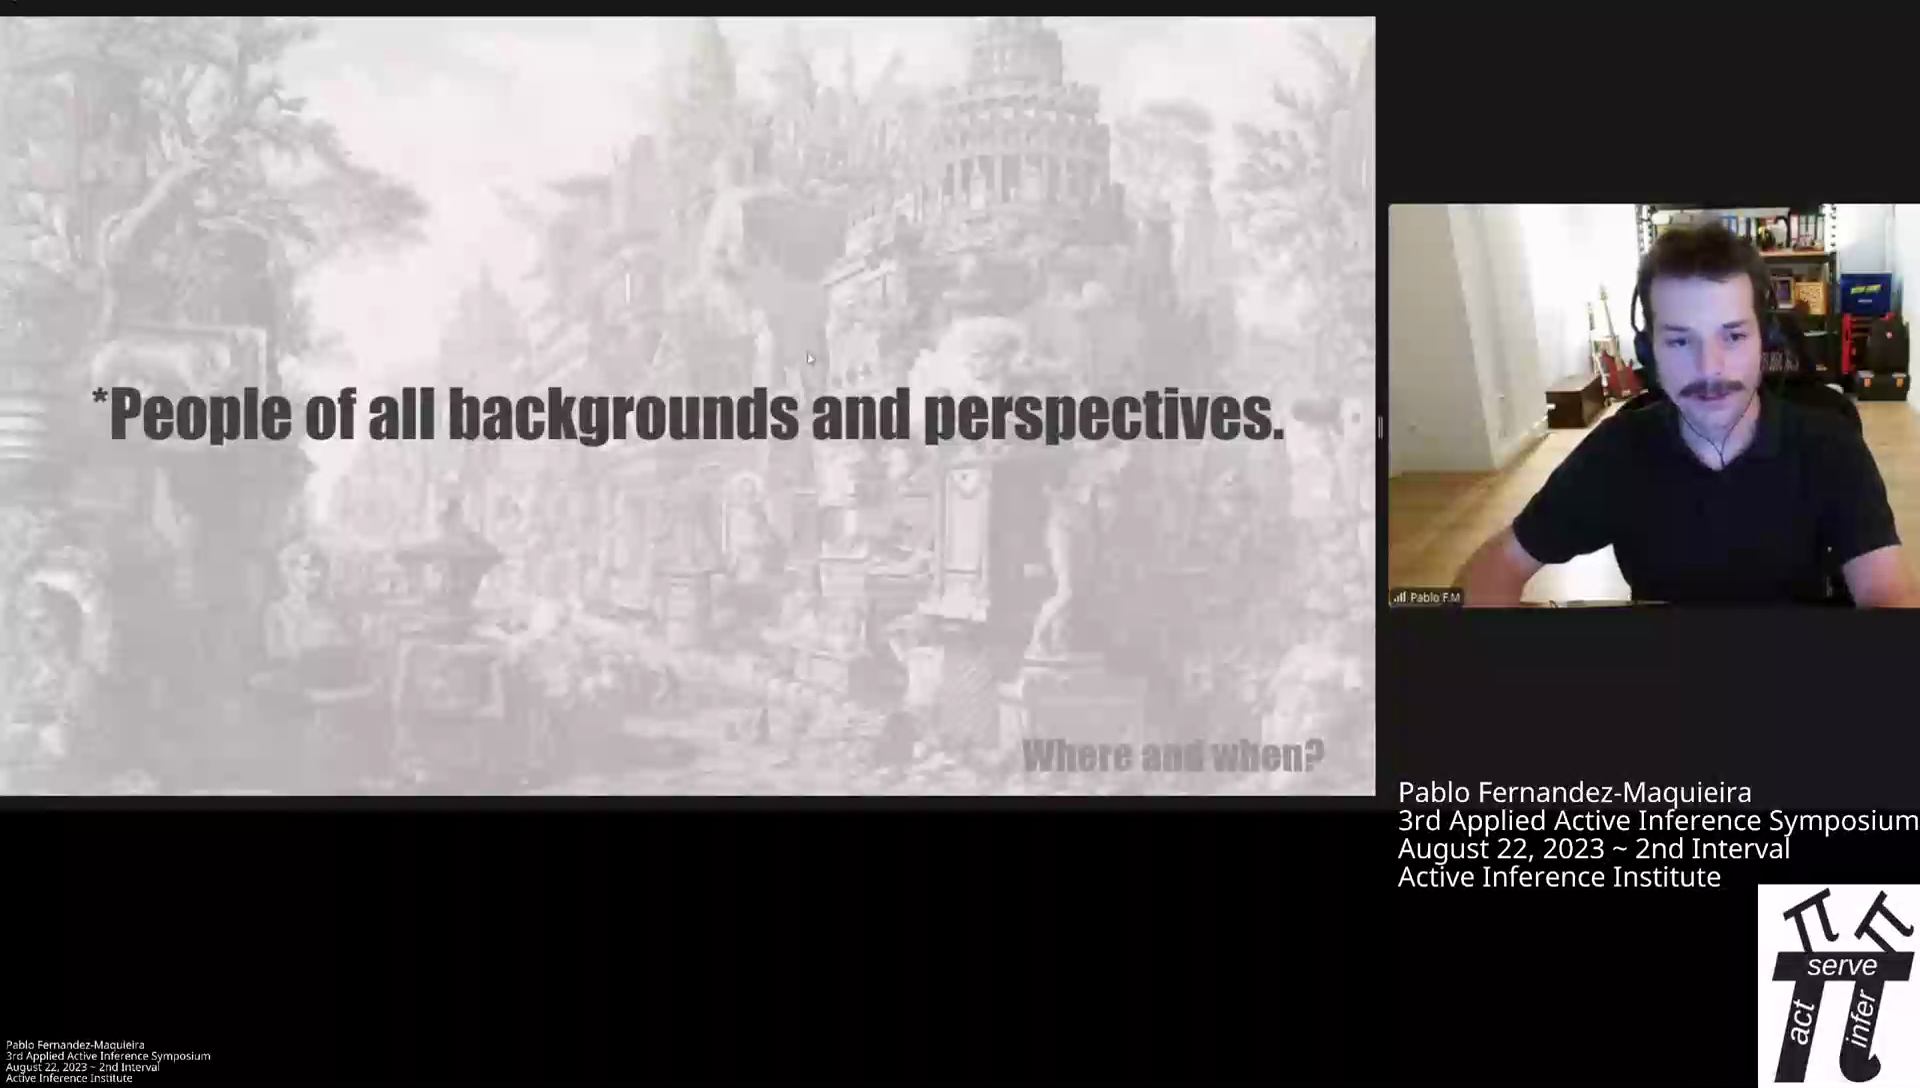 *People of all backgrounds and perspectives.
Where and when?
Pablo F.M
Pablo Fernandez-Maquieira
3rd Applied Active Inference Symposium
August 22, 2023 ~ 2nd Interval
Active Inference Institute
serve
act
infer
Pablo Fernandez-Maquieira
3rd Applied Active Inference Symposium
August 22, 2023 ~ 2nd Interval
Active Inference Institute